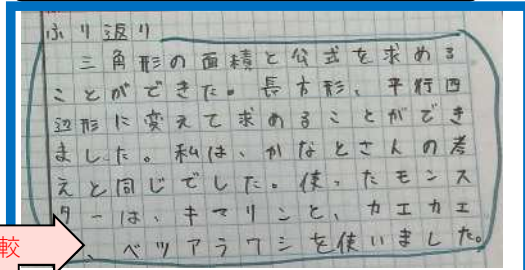 ふり返り
三角形の面積と公式を求める
ことができた。長方形、平行四
辺形に変えて求めることができ
ました。私は、かなとさんの考
えと同じでした。使ったモンス
ターは、キマリンと、カエカエ
、ベツアラワシを使いました。
較